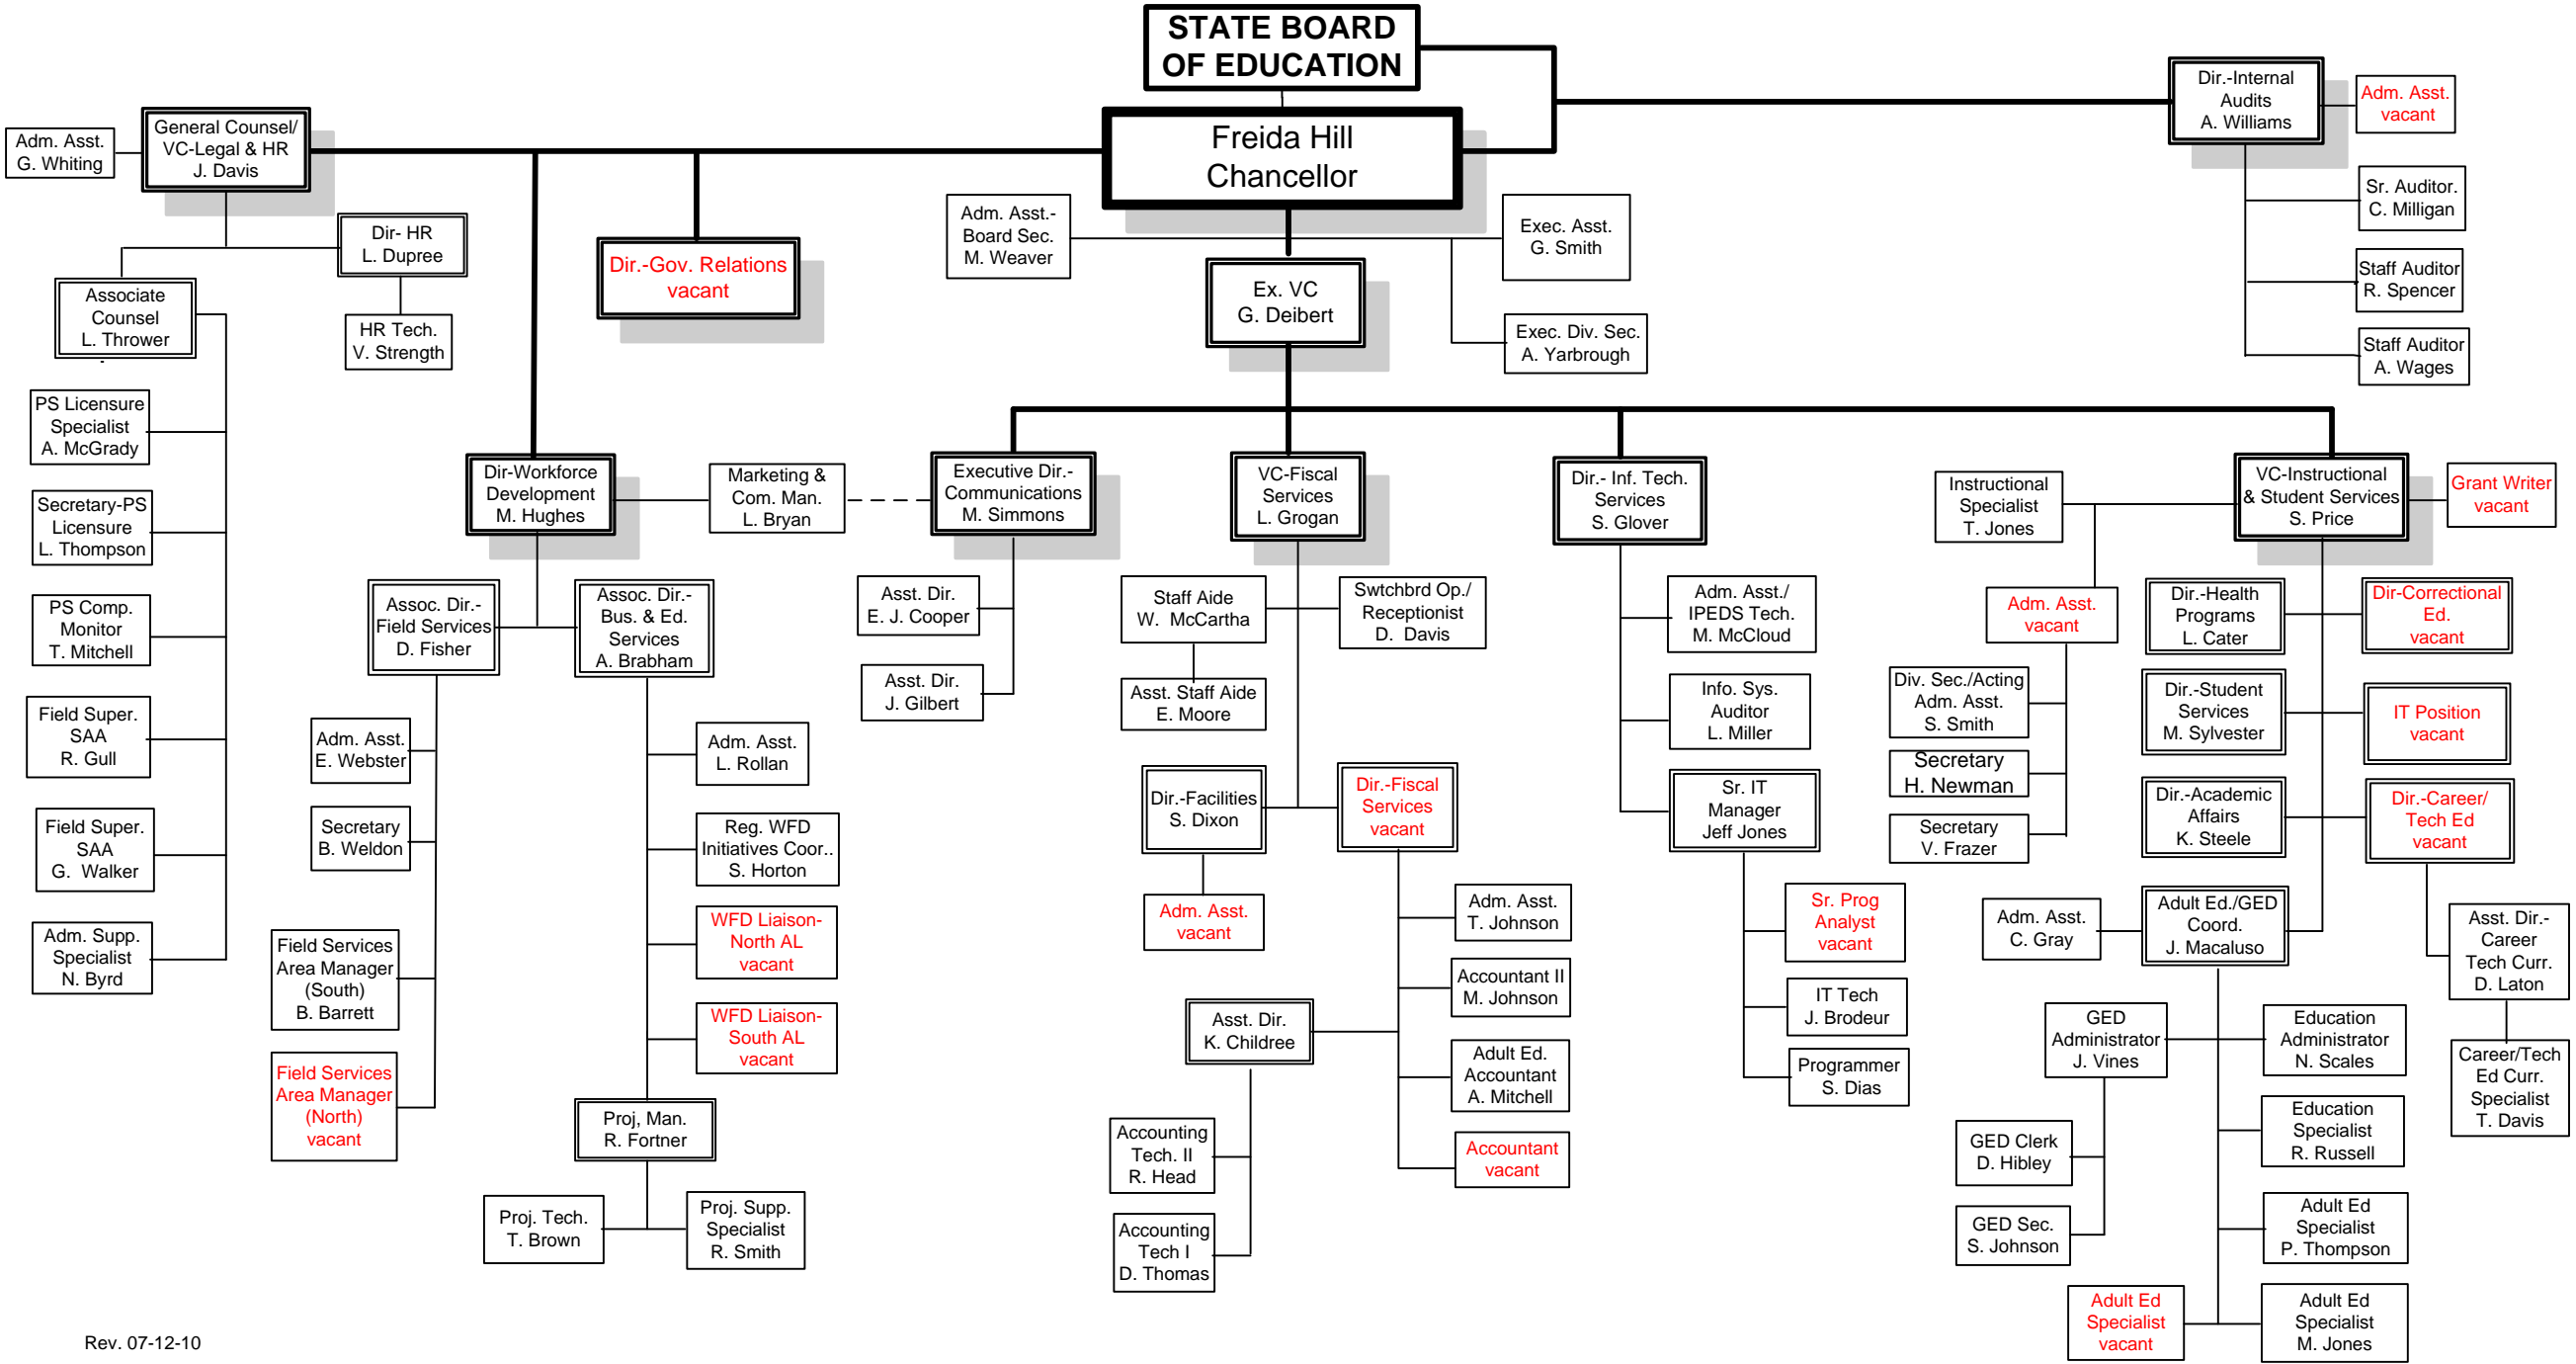 STATE BOARD
OF EDUCATION
Freida Hill
Chancellor
Dir.-Internal
Audits
A. Williams
Adm. Asst.
vacant
Sr. Auditor.
C. Milligan
Staff Auditor
R. Spencer
Staff Auditor
A. Wages
Adm. Asst.
G. Whiting
General Counsel/
VC-Legal & HR
J. Davis
Dir- HR
L. Dupree
HR Tech.
V. Strength
Associate
Counsel
L. Thrower
PS Licensure
Specialist
A. McGrady
Secretary-PS
Licensure
L. Thompson
PS Comp.
Monitor
T. Mitchell
Field Super.
SAA
R. Gull
Field Super.
SAA
G. Walker
Adm. Supp.
Specialist
N. Byrd
Dir.-Gov. Relations
vacant
Adm. Asst.-
Board Sec.
M. Weaver
Exec. Asst.
G. Smith
Exec. Div. Sec.
A. Yarbrough
Ex. VC
G. Deibert
Dir-Workforce
Development
M. Hughes
Marketing &
Com. Man.
L. Bryan
Assoc. Dir.-
Field Services
D. Fisher
Assoc. Dir.-
Bus. & Ed.
Services
A. Brabham
Adm. Asst.
E. Webster
Secretary
B. Weldon
Field Services
Area Manager
(South)
B. Barrett
Field Services
Area Manager
(North)
vacant
Adm. Asst.
L. Rollan
Reg. WFD
Initiatives Coor..
S. Horton
WFD Liaison-
North AL
vacant
WFD Liaison-
South AL
vacant
Proj, Man.
R. Fortner
Proj. Tech.
T. Brown
Proj. Supp.
Specialist
R. Smith
Executive Dir.-
Communications
M. Simmons
Asst. Dir.
E. J. Cooper
Asst. Dir.
J. Gilbert
VC-Fiscal
Services
L. Grogan
Staff Aide
W. McCartha
Swtchbrd Op./
Receptionist
D. Davis
Asst. Staff Aide
E. Moore
Dir.-Facilities
S. Dixon
Adm. Asst.
vacant
Dir.-Fiscal
Services
vacant
Adm. Asst.
T. Johnson
Accountant II
M. Johnson
Asst. Dir.
K. Childree
Adult Ed.
Accountant
A. Mitchell
Accountant
vacant
Accounting
Tech. II
R. Head
Accounting
Tech I
D. Thomas
Dir.- Inf. Tech.
Services
S. Glover
Adm. Asst./
IPEDS Tech.
M. McCloud
Info. Sys.
Auditor
L. Miller
Sr. IT
Manager
Jeff Jones
Sr. Prog
Analyst
vacant
IT Tech
J. Brodeur
Programmer
S. Dias
VC-Instructional
& Student Services
S. Price
Grant Writer
vacant
Instructional
Specialist
T. Jones
Adm. Asst.
vacant
Div. Sec./Acting
Adm. Asst.
S. Smith
Secretary
H. Newman
Secretary
V. Frazer
Dir.-Health
Programs
L. Cater
Dir-Correctional
Ed.
vacant
Dir.-Student
Services
M. Sylvester
IT Position
vacant
Dir.-Academic
Affairs
K. Steele
Dir.-Career/
Tech Ed
vacant
Adm. Asst.
C. Gray
Adult Ed./GED
Coord.
J. Macaluso
Asst. Dir.-
Career
Tech Curr.
D. Laton
Career/Tech
Ed Curr.
Specialist
T. Davis
GED
Administrator
J. Vines
Education
Administrator
N. Scales
GED Clerk
D. Hibley
GED Sec.
S. Johnson
Education
Specialist
R. Russell
Adult Ed
Specialist
P. Thompson
Adult Ed
Specialist
vacant
Adult Ed
Specialist
M. Jones
Rev. 07-12-10